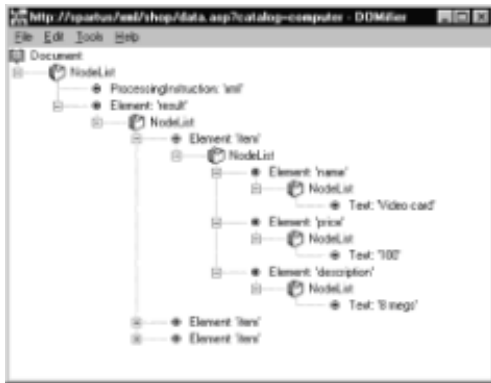 http://spartus/xml/shop/data.asp?catalog=computer - DOMifier
File Edit Tools Help
Document
NodeList
ProcessingInstruction: 'xml'
Element: 'result'
NodeList
Element: 'item'
NodeList
Element: 'name'
NodeList
Text: 'Video card'
Element: 'price'
NodeList
Text: '100'
Element: 'description'
NodeList
Text: '8 megs'
Element: 'item'
Element: 'item'